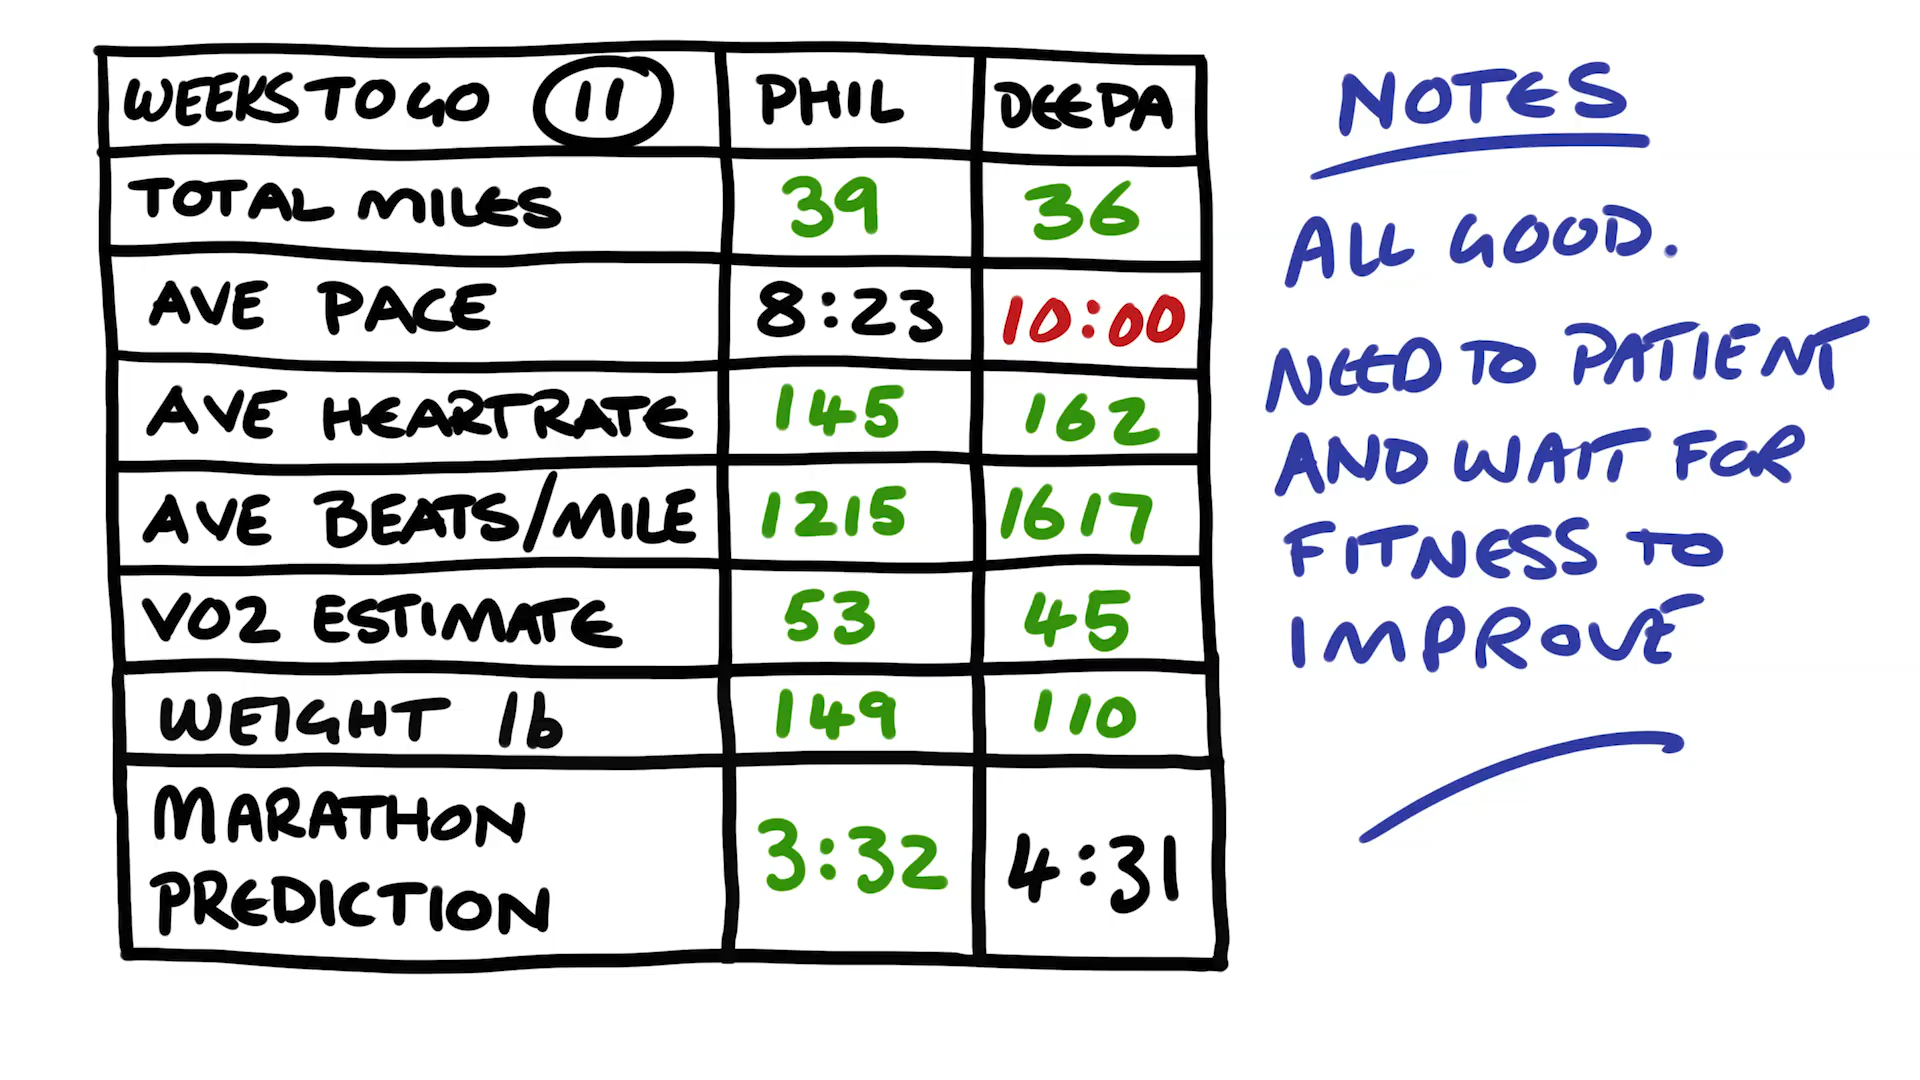 WEEKS TO GO 11 PHIL DEEPA
TOTAL MILES 39 36
AVE PACE 8:23 10:00
AVE HEARTRATE 145 162
AVE BEATS/MILE 1215 1617
VO2 ESTIMATE 53 45
WEIGHT lb 149 110
MARATHON
PREDICTION 3:32 4:31
NOTES
ALL GOOD.
NEED TO PATIENT
AND WAIT FOR
FITNESS TO
IMPROVE